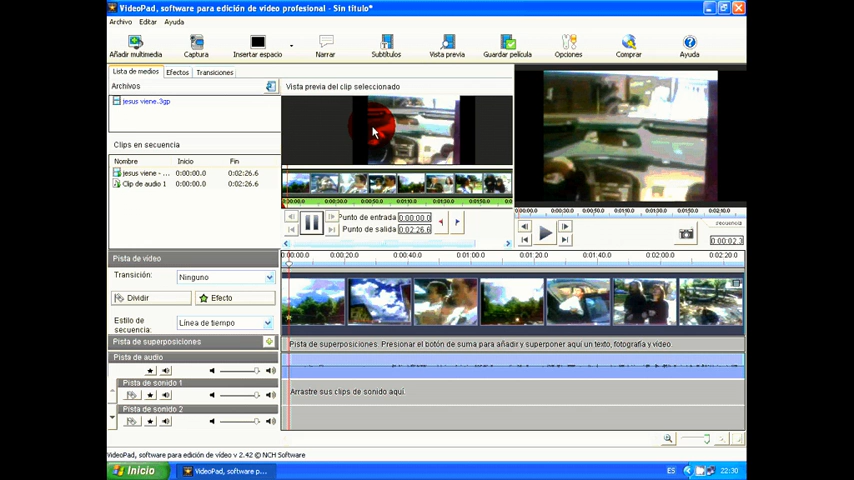 VideoPad, software para edición de video profesional - Sin título*
Archivo Editar Ayuda
Añadir multimedia Captura Insertar espacio Narrar Subtítulos Vista previa Guardar película Opciones Comprar Ayuda
Lista de medios Efectos Transiciones
Archivos
jesus viene.3gp
Vista previa del clip seleccionado
Clips en secuencia
Nombre Inicio Fin
jesus viene - ... 0:00:00.0 0:02:26.6
Clip de audio 1 0:00:00.0 0:02:26.6
Punto de entrada 0:00:00.0
Punto de salida 0:02:26.6
secuencia
0:00:02.3
Pista de video
0:00:00.0 0:00:20.0 0:00:40.0 0:01:00.0 0:01:20.0 0:01:40.0 0:02:00.0 0:02:20.0
Transición: Ninguno
Dividir Efecto
Estilo de secuencia: Línea de tiempo
Pista de superposiciones
Pista de superposiciones. Presionar el botón de suma para añadir y superponer aquí un texto, fotografía y video.
Pista de audio
Pista de sonido 1
Arrastre sus clips de sonido aquí.
Pista de sonido 2
VideoPad, software para edición de vídeo v 2.42 © NCH Software
Inicio VideoPad, software p... ES 22:30